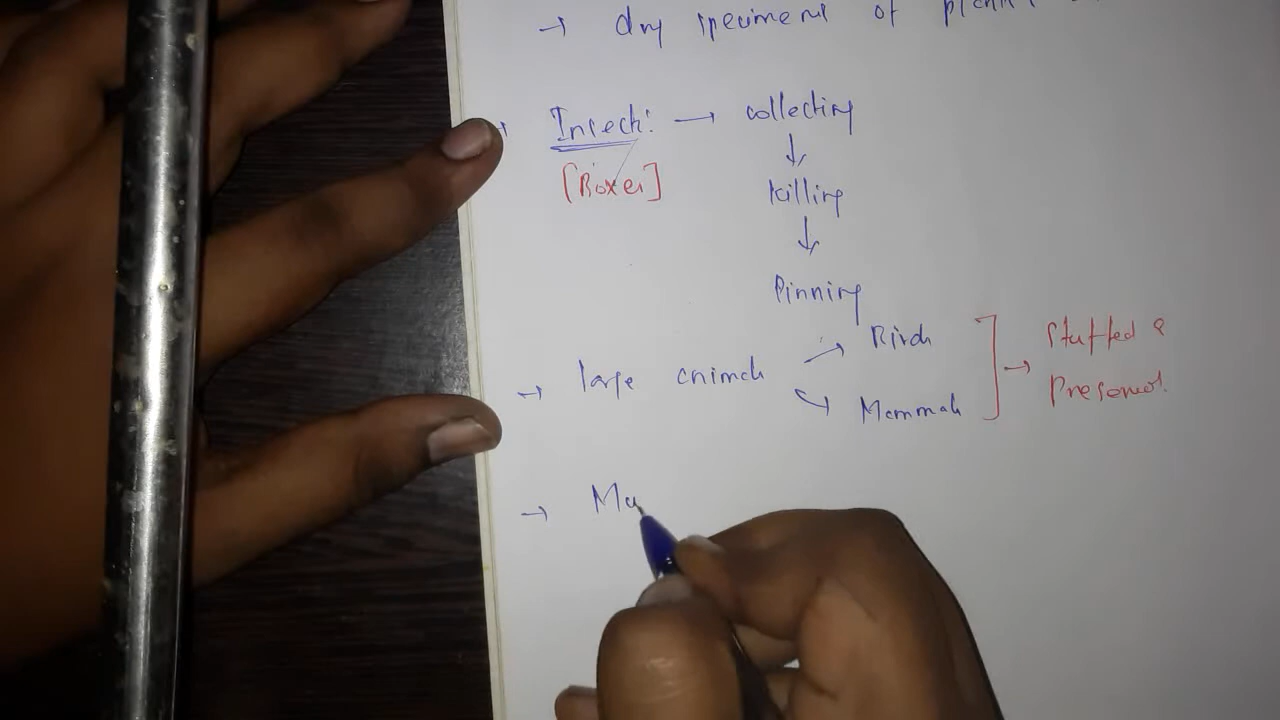 → dry specimens of
Insects: → collecting
[Boxes] ↓
killing
↓
Pinning
→ large animals → Birds ] → Stuffed &
→ Mammals Preserved.
→ Mu